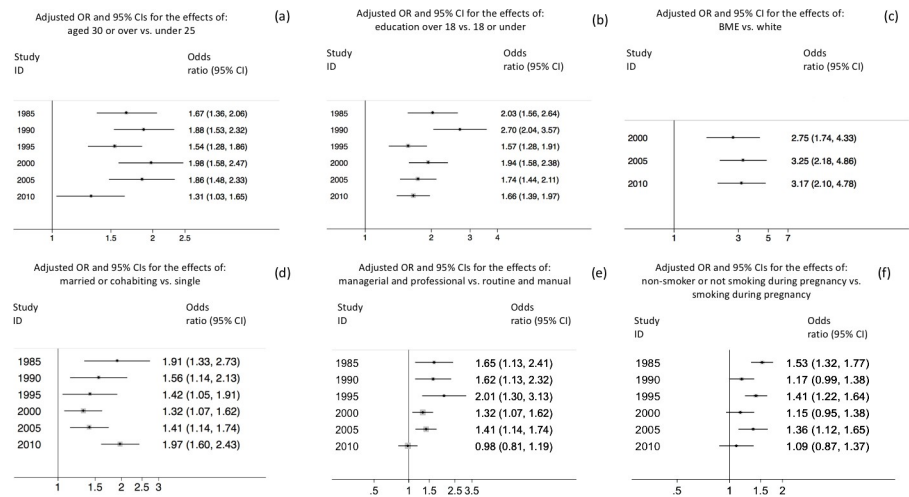 Adjusted OR and 95% CIs for the effects of:
aged 30 or over vs. under 25
(a)
Study
ID
Odds
ratio (95% CI)
1985 1.67 (1.36, 2.06)
1990 1.88 (1.53, 2.32)
1995 1.54 (1.28, 1.86)
2000 1.98 (1.58, 2.47)
2005 1.86 (1.48, 2.33)
2010 1.31 (1.03, 1.65)
1 1.5 2 2.5
Adjusted OR and 95% CIs for the effects of:
education over 18 vs. 18 or under
(b)
Study
ID
Odds
ratio (95% CI)
1985 2.03 (1.56, 2.64)
1990 2.70 (2.04, 3.57)
1995 1.57 (1.28, 1.91)
2000 1.94 (1.58, 2.38)
2005 1.74 (1.44, 2.11)
2010 1.66 (1.39, 1.97)
1 2 3 4
Adjusted OR and 95% CIs for the effects of:
BME vs. white
(c)
Study
ID
Odds
ratio (95% CI)
2000 2.75 (1.74, 4.33)
2005 3.25 (2.18, 4.86)
2010 3.17 (2.10, 4.78)
1 3 5 7
Adjusted OR and 95% CIs for the effects of:
married or cohabiting vs. single
(d)
Study
ID
Odds
ratio (95% CI)
1985 1.91 (1.33, 2.73)
1990 1.56 (1.14, 2.13)
1995 1.42 (1.05, 1.91)
2000 1.32 (1.07, 1.62)
2005 1.41 (1.14, 1.74)
2010 1.97 (1.60, 2.43)
1 1.5 2 2.5 3
Adjusted OR and 95% CIs for the effects of:
managerial and professional vs. routine and manual
(e)
Study
ID
Odds
ratio (95% CI)
1985 1.65 (1.13, 2.41)
1990 1.62 (1.13, 2.32)
1995 2.01 (1.30, 3.13)
2000 1.32 (1.07, 1.62)
2005 1.41 (1.14, 1.74)
2010 0.98 (0.81, 1.19)
.5 1 1.5 2.5 3.5
Adjusted OR and 95% CIs for the effects of:
non-smoker or not smoking during pregnancy vs.
smoking during pregnancy
(f)
Study
ID
Odds
ratio (95% CI)
1985 1.53 (1.32, 1.77)
1990 1.17 (0.99, 1.38)
1995 1.41 (1.22, 1.64)
2000 1.15 (0.95, 1.38)
2005 1.36 (1.12, 1.65)
2010 1.09 (0.87, 1.37)
.5 1 1.5 2